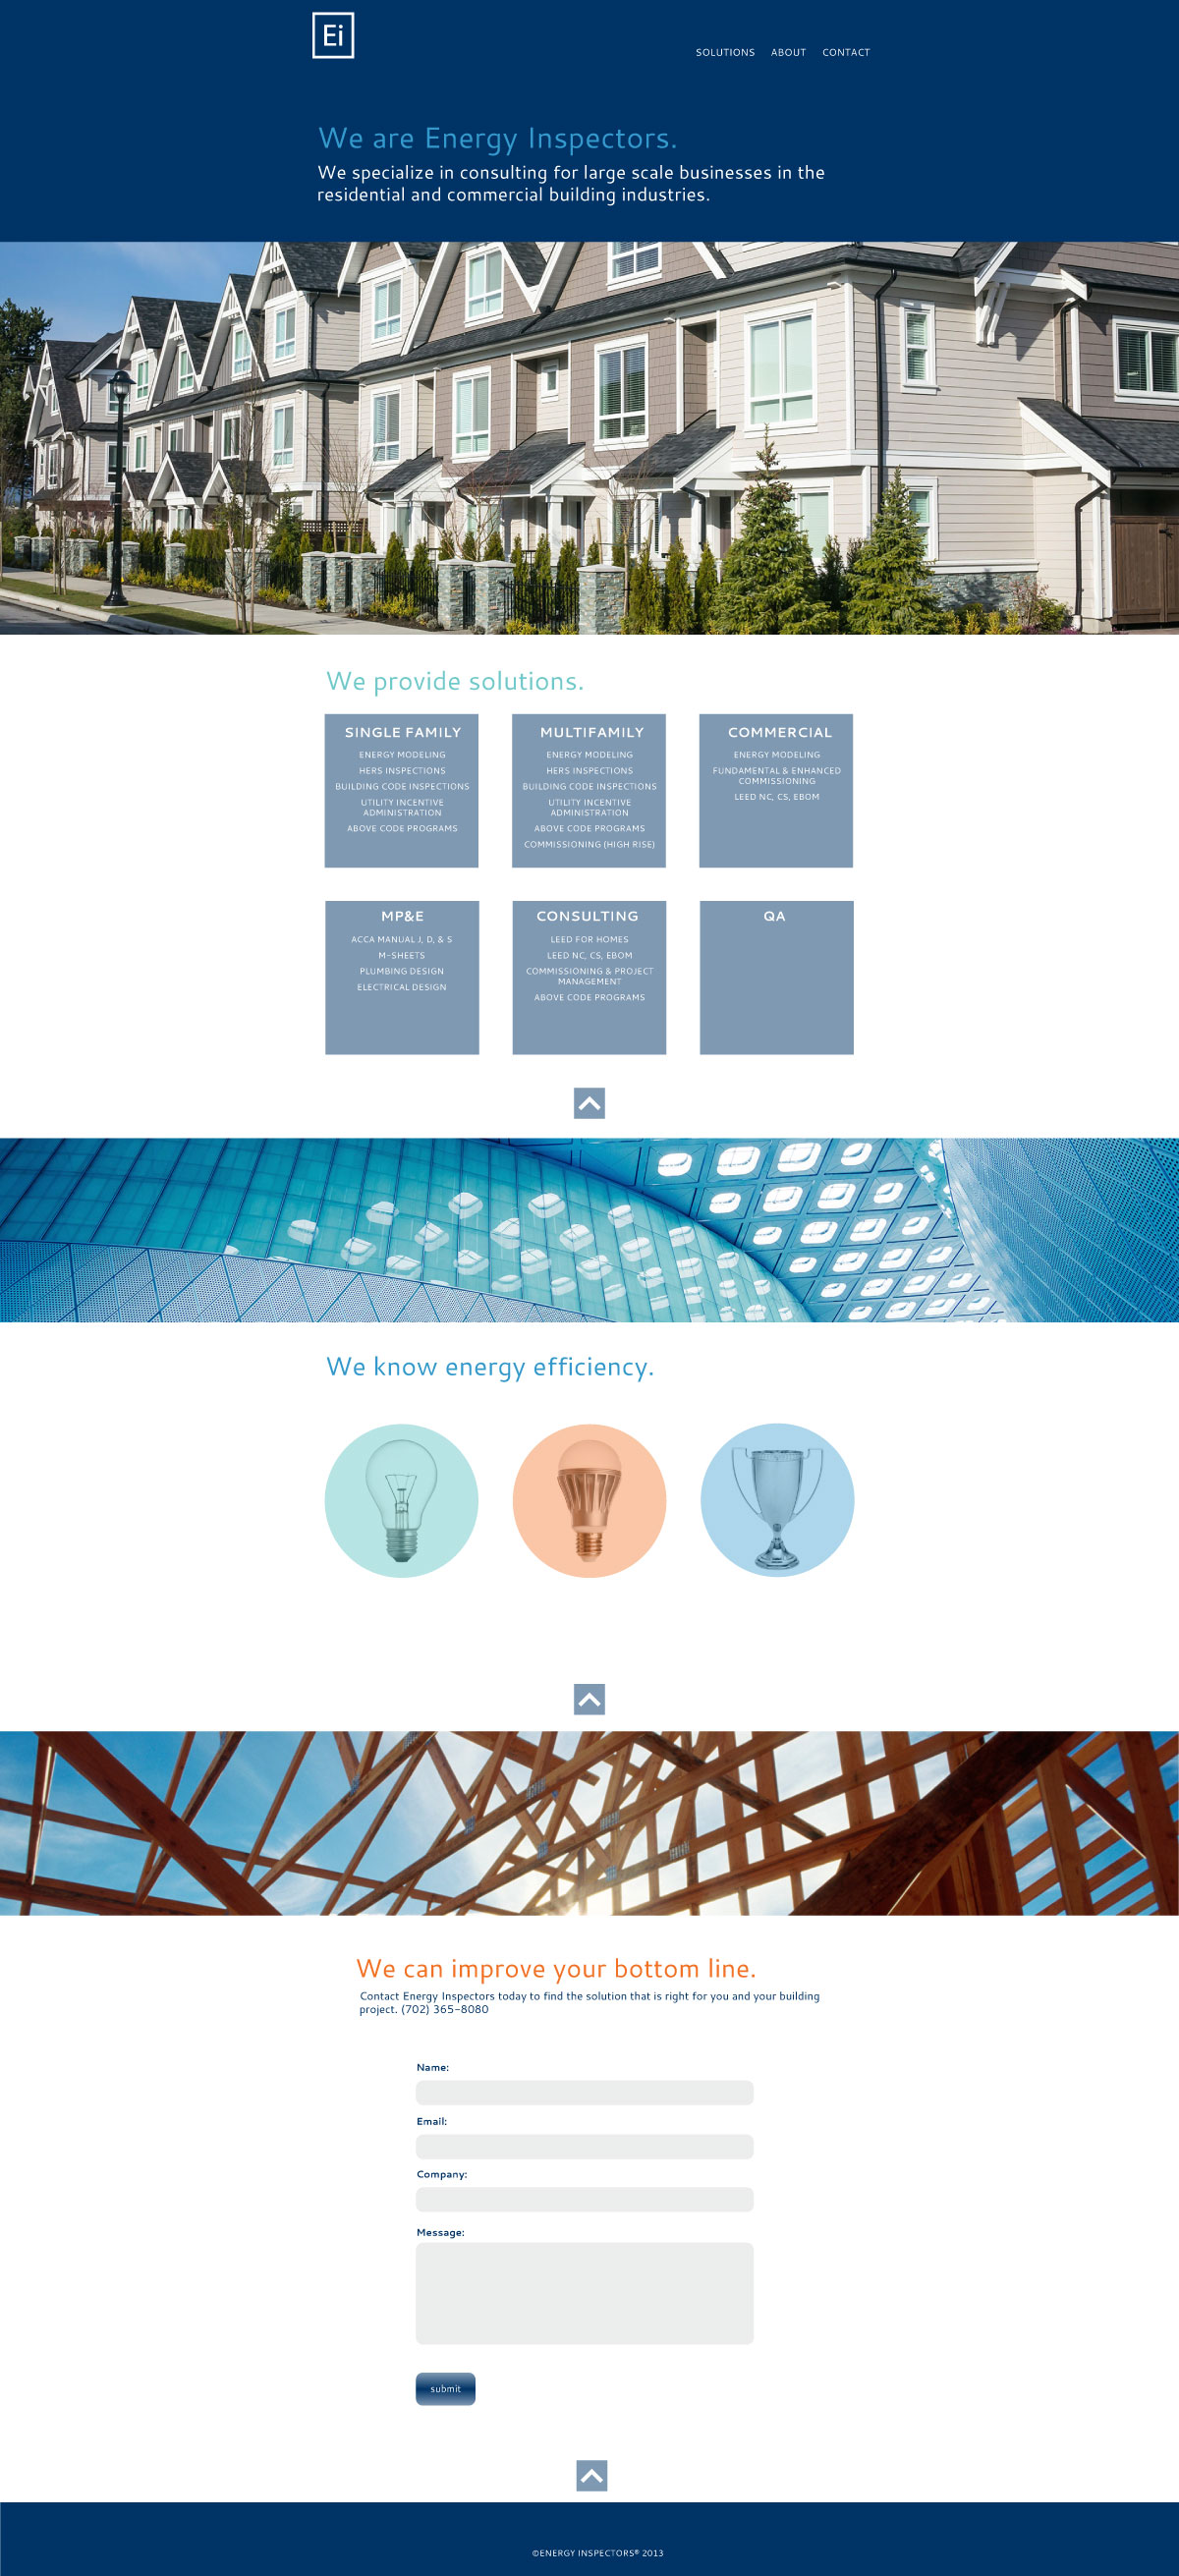 Ei
SOLUTIONS ABOUT CONTACT
We are Energy Inspectors.
We specialize in consulting for large scale businesses in the
residential and commercial building industries.
We provide solutions.
SINGLE FAMILY
ENERGY MODELING
HERS INSPECTIONS
BUILDING CODE INSPECTIONS
UTILITY INCENTIVE
ADMINISTRATION
ABOVE CODE PROGRAMS
MULTIFAMILY
ENERGY MODELING
HERS INSPECTIONS
BUILDING CODE INSPECTIONS
UTILITY INCENTIVE
ADMINISTRATION
ABOVE CODE PROGRAMS
COMMISSIONING (HIGH RISE)
COMMERCIAL
ENERGY MODELING
FUNDAMENTAL & ENHANCED
COMMISSIONING
LEED NC, CS, EBOM
MP&E
ACCA MANUAL J, D, & S
M-SHEETS
PLUMBING DESIGN
ELECTRICAL DESIGN
CONSULTING
LEED FOR HOMES
LEED NC, CS, EBOM
COMMISSIONING & PROJECT
MANAGEMENT
ABOVE CODE PROGRAMS
QA
We know energy efficiency.
We can improve your bottom line.
Contact Energy Inspectors today to find the solution that is right for you and your building
project. (702) 365-8080
Name:
Email:
Company:
Message:
submit
©ENERGY INSPECTORS® 2013